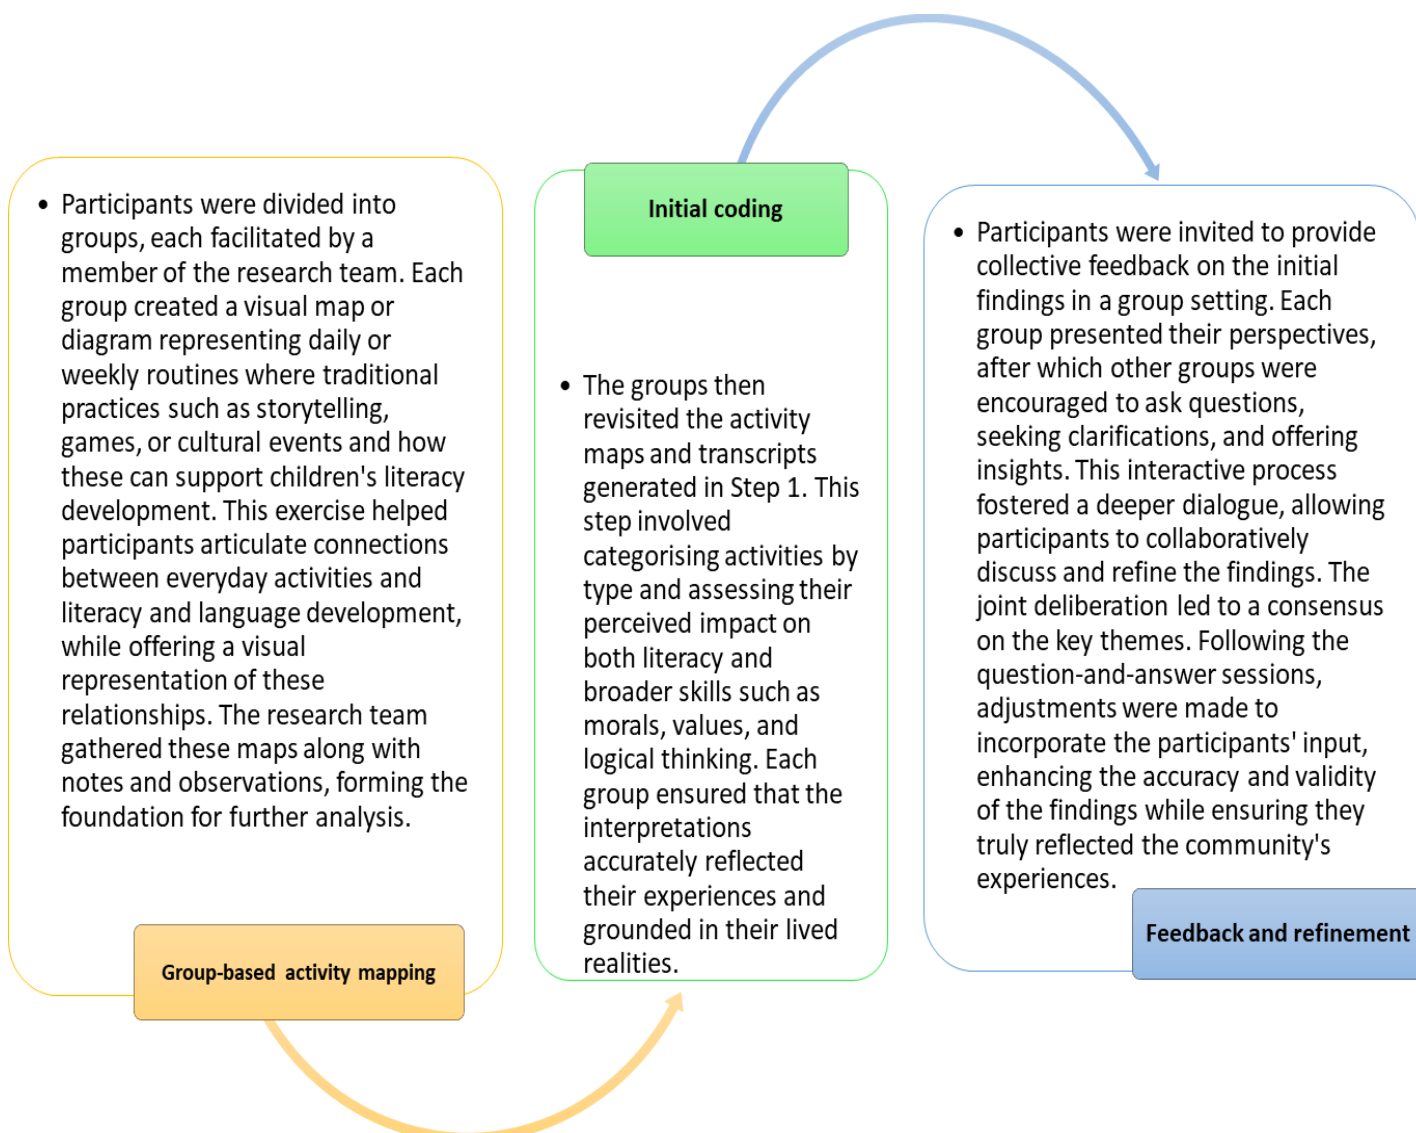 • Participants were divided into
groups, each facilitated by a
member of the research team. Each
group created a visual map or
diagram representing daily or
weekly routines where traditional
practices such as storytelling,
games, or cultural events and how
these can support children's literacy
development. This exercise helped
participants articulate connections
between everyday activities and
literacy and language development,
while offering a visual
representation of these
relationships. The research team
gathered these maps along with
notes and observations, forming the
foundation for further analysis.
Group-based activity mapping
Initial coding
• The groups then
revisited the activity
maps and transcripts
generated in Step 1. This
step involved
categorising activities by
type and assessing their
perceived impact on
both literacy and
broader skills such as
morals, values, and
logical thinking. Each
group ensured that the
interpretations
accurately reflected
their experiences and
grounded in their lived
realities.
• Participants were invited to provide
collective feedback on the initial
findings in a group setting. Each
group presented their perspectives,
after which other groups were
encouraged to ask questions,
seeking clarifications, and offering
insights. This interactive process
fostered a deeper dialogue, allowing
participants to collaboratively
discuss and refine the findings. The
joint deliberation led to a consensus
on the key themes. Following the
question-and-answer sessions,
adjustments were made to
incorporate the participants' input,
enhancing the accuracy and validity
of the findings while ensuring they
truly reflected the community's
experiences.
Feedback and refinement